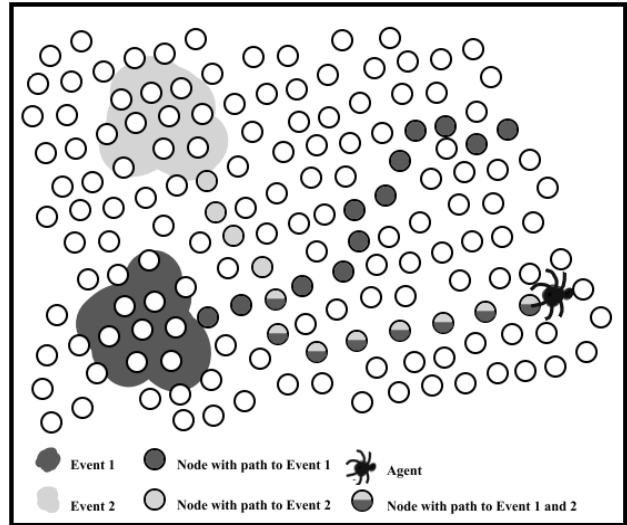 Event 1
Node with path to Event 1
Agent
Event 2
Node with path to Event 2
Node with path to Event 1 and 2